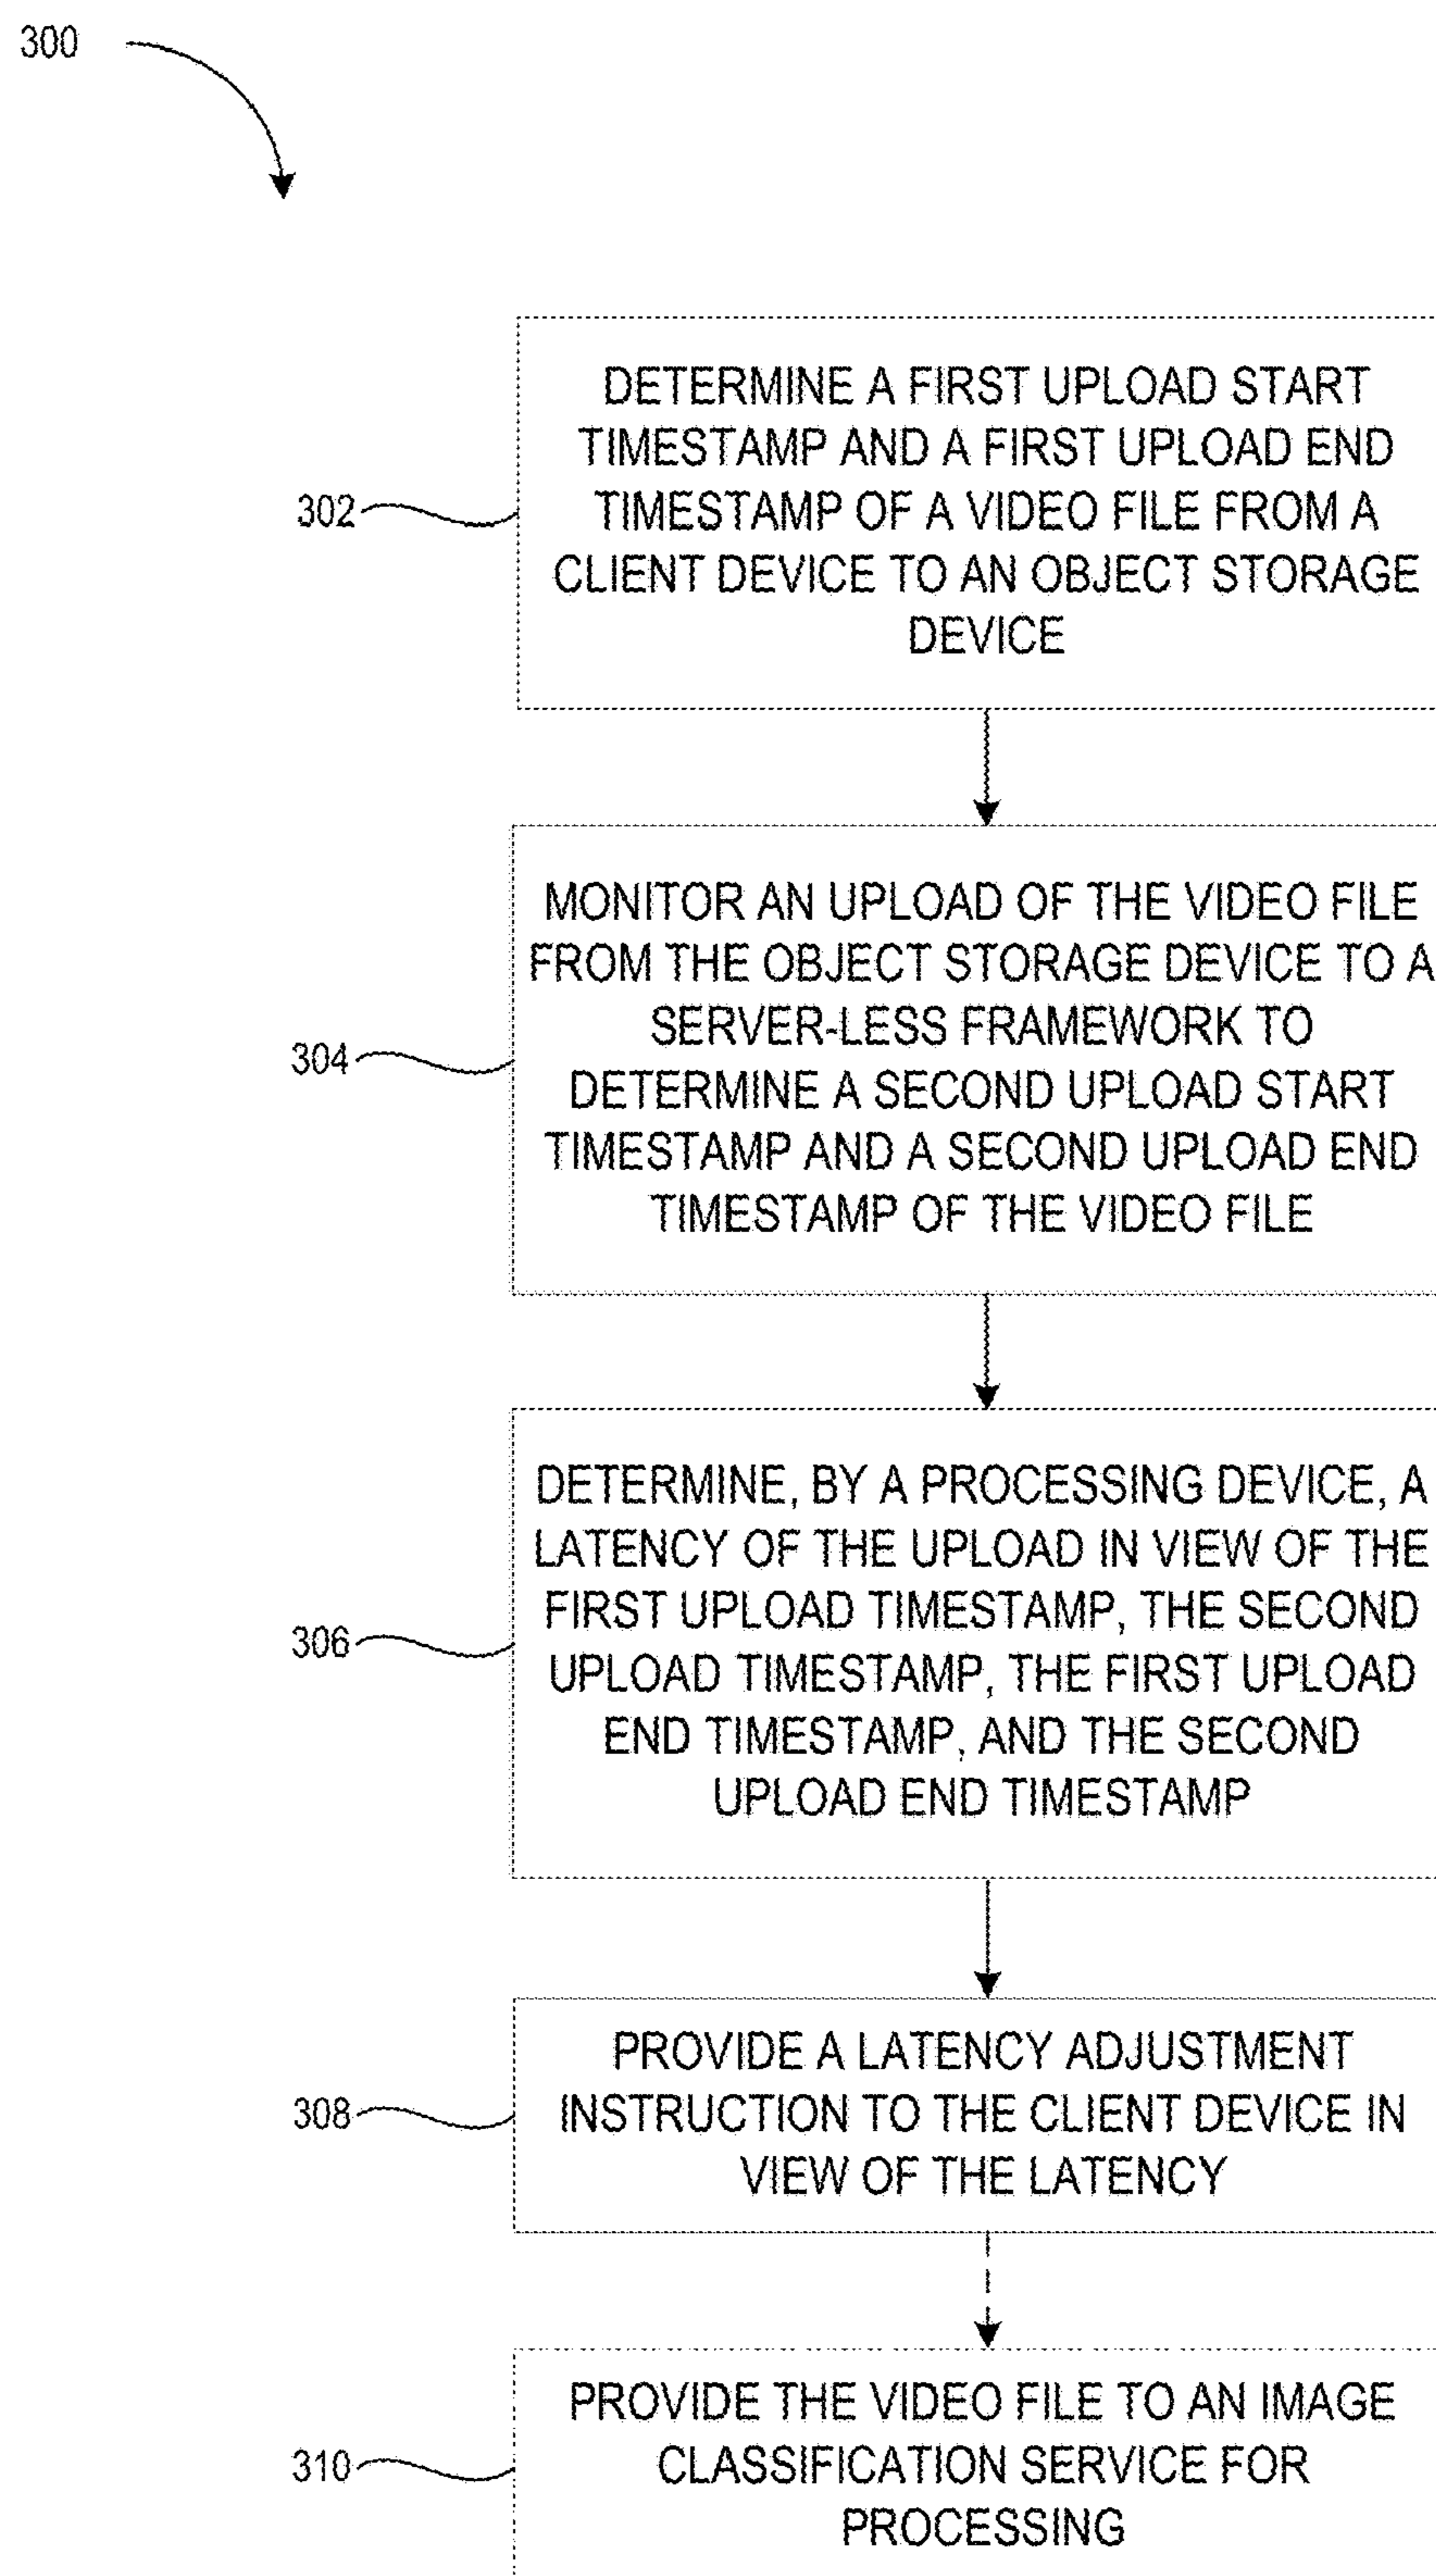 300
DETERMINE A FIRST UPLOAD START
TIMESTAMP AND A FIRST UPLOAD END
302
TIMESTAMP OF A VIDEO FILE FROM A
CLIENT DEVICE TO AN OBJECT STORAGE
DEVICE
MONITOR AN UPLOAD OF THE VIDEO FILE
FROM THE OBJECT STORAGE DEVICE TO A
SERVER-LESS FRAMEWORK TO
304
DETERMINE A SECOND UPLOAD START
TIMESTAMP AND A SECOND UPLOAD END
TIMESTAMP OF THE VIDEO FILE
DETERMINE, BY A PROCESSING DEVICE, A
LATENCY OF THE UPLOAD IN VIEW OF THE
FIRST UPLOAD TIMESTAMP, THE SECOND
306
UPLOAD TIMESTAMP, THE FIRST UPLOAD
END TIMESTAMP, AND THE SECOND
UPLOAD END TIMESTAMP
PROVIDE A LATENCY ADJUSTMENT
308
INSTRUCTION TO THE CLIENT DEVICE IN
VIEW OF THE LATENCY
PROVIDE THE VIDEO FILE TO AN IMAGE
310
CLASSIFICATION SERVICE FOR
PROCESSING